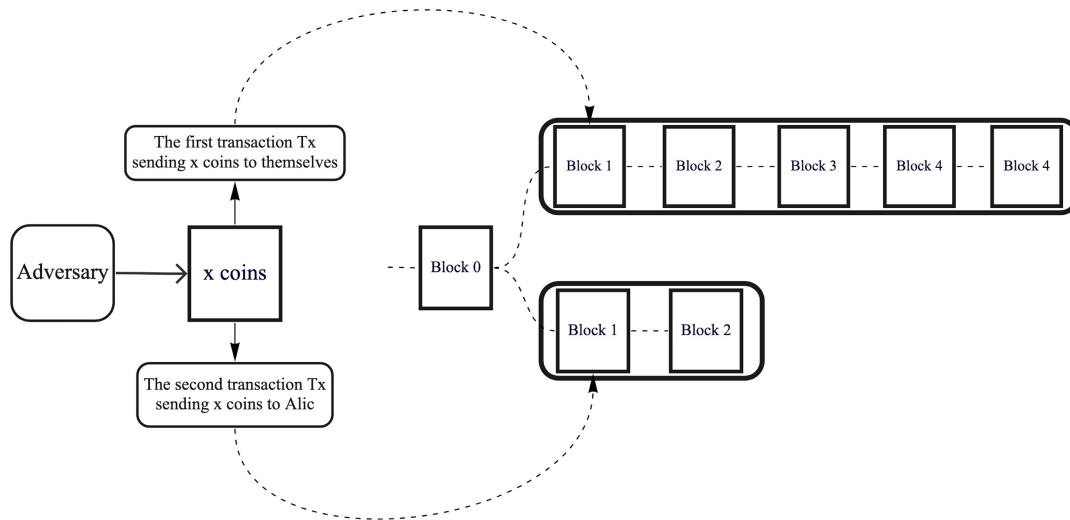 The first transaction Tx
sending x coins to themselves
Block 1
Block 2
Block 3
Block 4
Block 4
Adversary
x coins
Block 0
Block 1
Block 2
The second transaction Tx
sending x coins to Alic